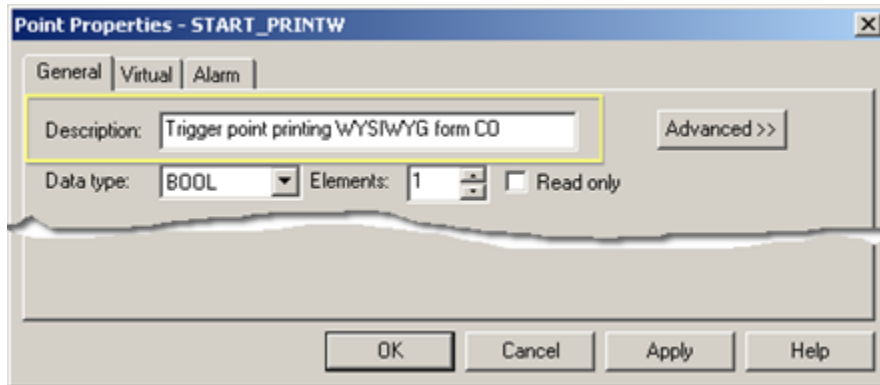 Point Properties - START_PRINTW
General Virtual Alarm
Description: Trigger point printing WYSIWYG form CO Advanced >>
Data type: BOOL Elements: 1 Read only
OK Cancel Apply Help